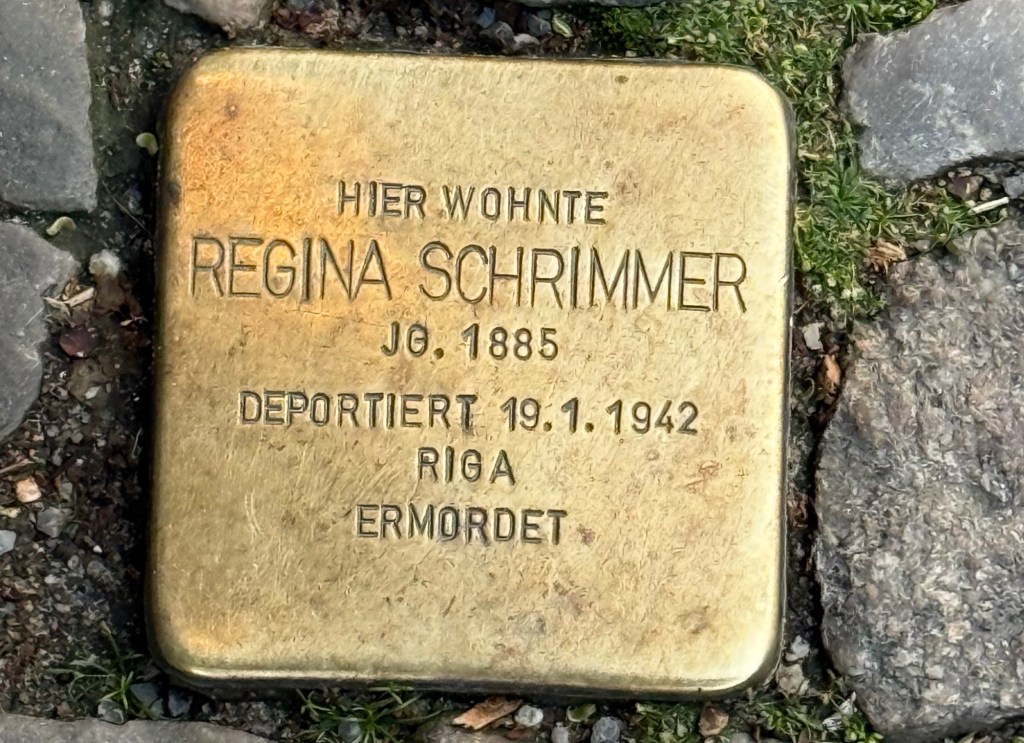 HIER WOHNTE
REGINA SCHRIMMER
JG. 1885
DEPORTIERT 19.1.1942
RIGA
ERMORDET